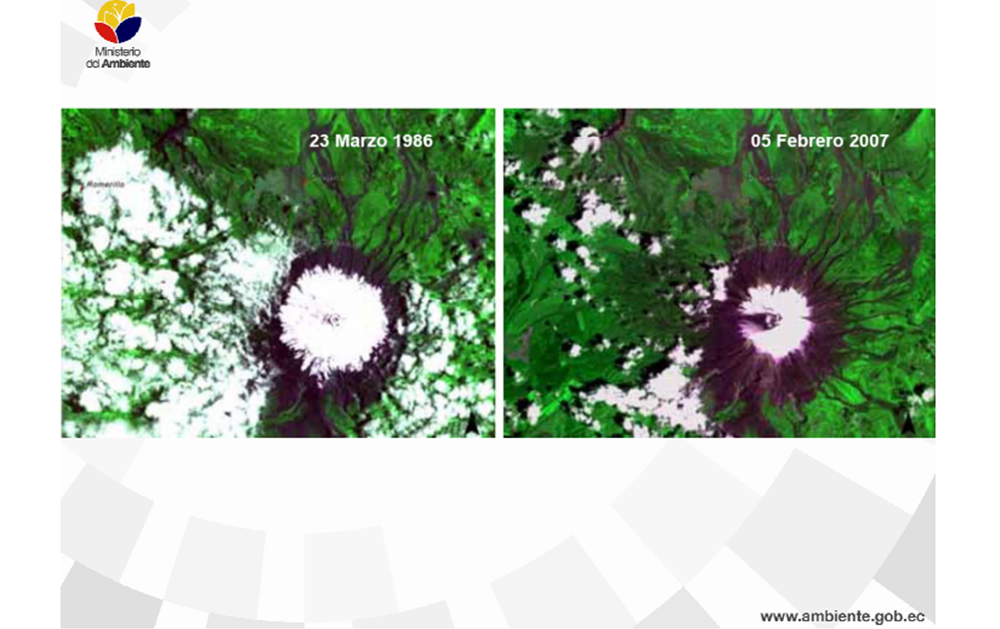 Ministerio
del Ambiente
23 Marzo 1986
05 Febrero 2007
Romerillo
www.ambiente.gob.ec